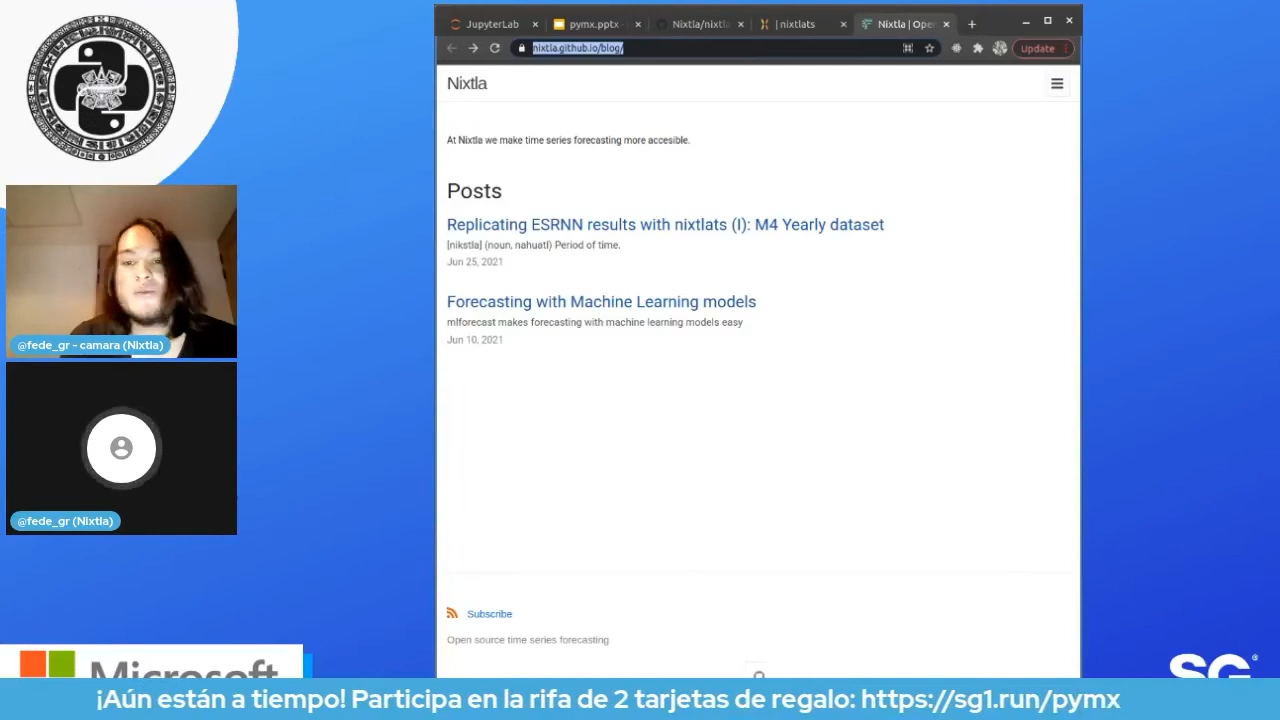 JupyterLab
pymx.pptx -
Nixtla/nixtla
| nixtlats
Nixtla | Open
nixtla.github.io/blog/
Update
Nixtla
At Nixtla we make time series forecasting more accesible.
Posts
Replicating ESRNN results with nixtlats (I): M4 Yearly dataset
[nikstla] (noun, nahuatl) Period of time.
Jun 25, 2021
Forecasting with Machine Learning models
mlforecast makes forecasting with machine learning models easy
Jun 10, 2021
Subscribe
Open source time series forecasting
@fede_gr - camara (Nixtla)
@fede_gr (Nixtla)
Microsoft
SG®
¡Aún están a tiempo! Participa en la rifa de 2 tarjetas de regalo: https://sg1.run/pymx